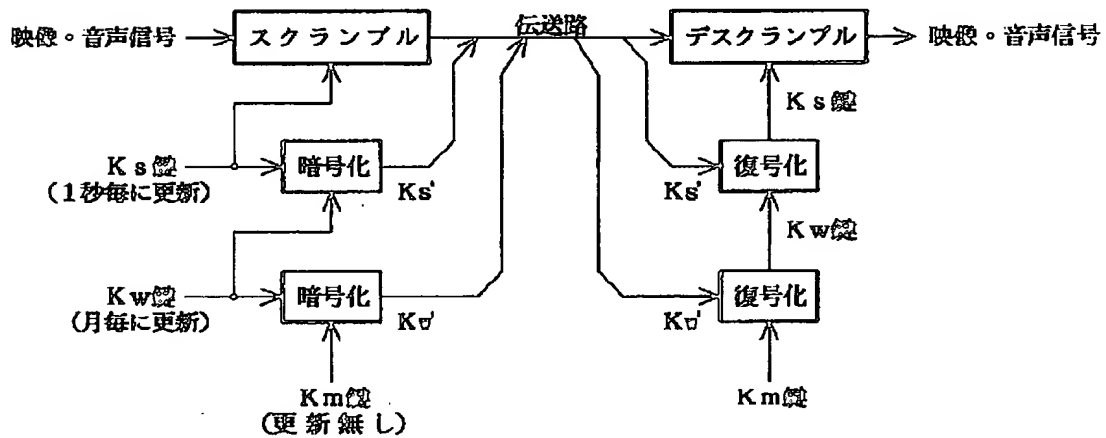 映像・音声信号
スクランブル
伝送路
デスクランブル
映像・音声信号
Ks鍵
Ks鍵
(1秒毎に更新)
暗号化
Ks'
Ks'
復号化
Kw鍵
Kw鍵
(月毎に更新)
暗号化
Kw'
Kw'
復号化
Km鍵
(更新無し)
Km鍵